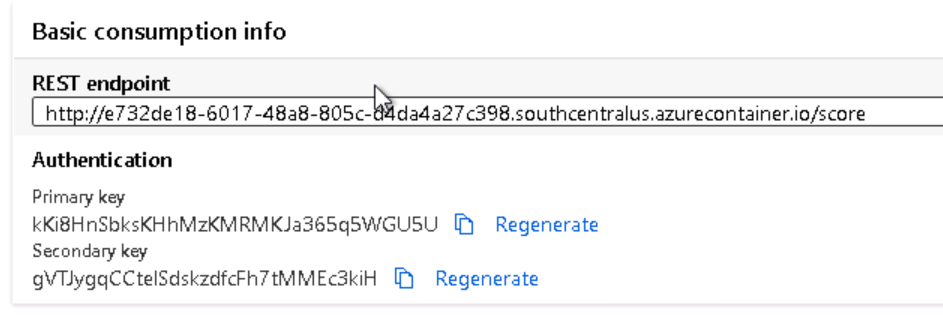 Basic consumption info
REST endpoint
http://e732de18-6017-48a8-805c-d4da4a27c398.southcentralus.azurecontainer.io/score
Authentication
Primary key
kKi8HnSbksKHhMzKMRMKJa365q5WGU5U Regenerate
Secondary key
gVTJygqCCtelSdskzdfcFh7tMMEc3kiH Regenerate